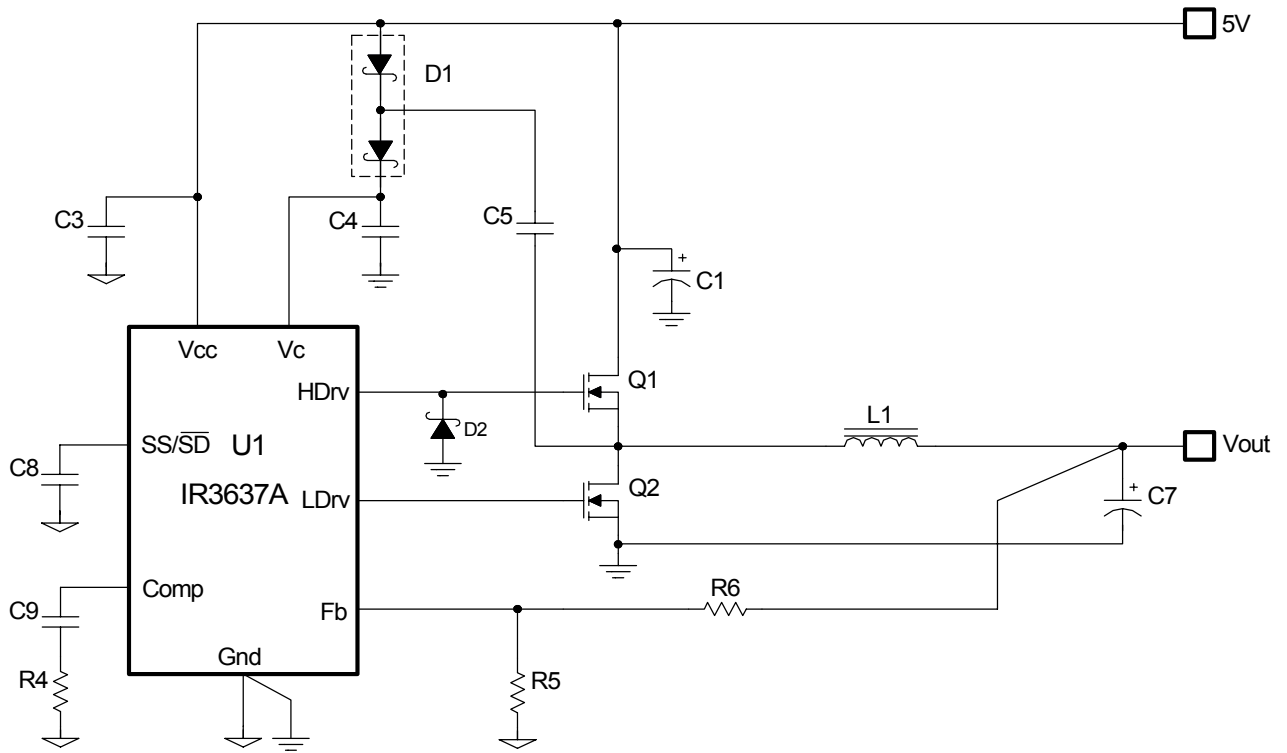 5V
D1
C3
C4
C5
+
C1
Vcc
Vc
HDrv
Q1
D2
L1
SS/S̅D̅
U1
Vout
C8
IR3637A
LDrv
Q2
+
C7
Comp
C9
Fb
R6
Gnd
R4
R5